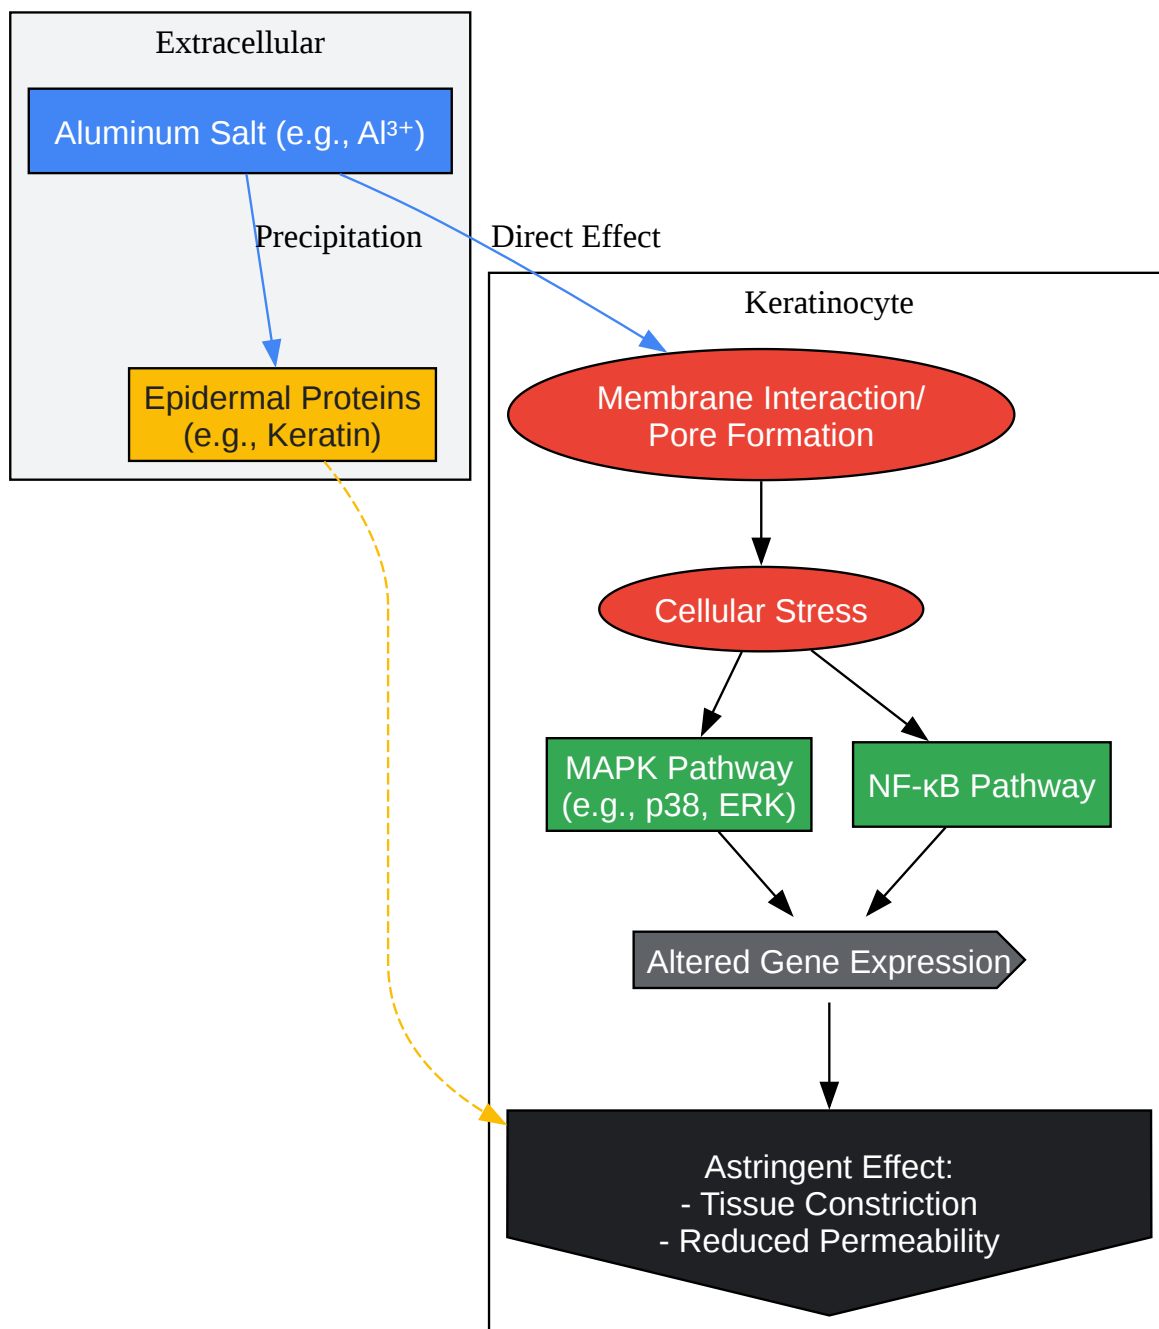 Extracellular
Aluminum Salt (e.g., Al³⁺)
Precipitation
Direct Effect
Keratinocyte
Epidermal Proteins
(e.g., Keratin)
Membrane Interaction/
Pore Formation
Cellular Stress
MAPK Pathway
(e.g., p38, ERK)
NF-κB Pathway
Altered Gene Expression
Astringent Effect:
- Tissue Constriction
- Reduced Permeability